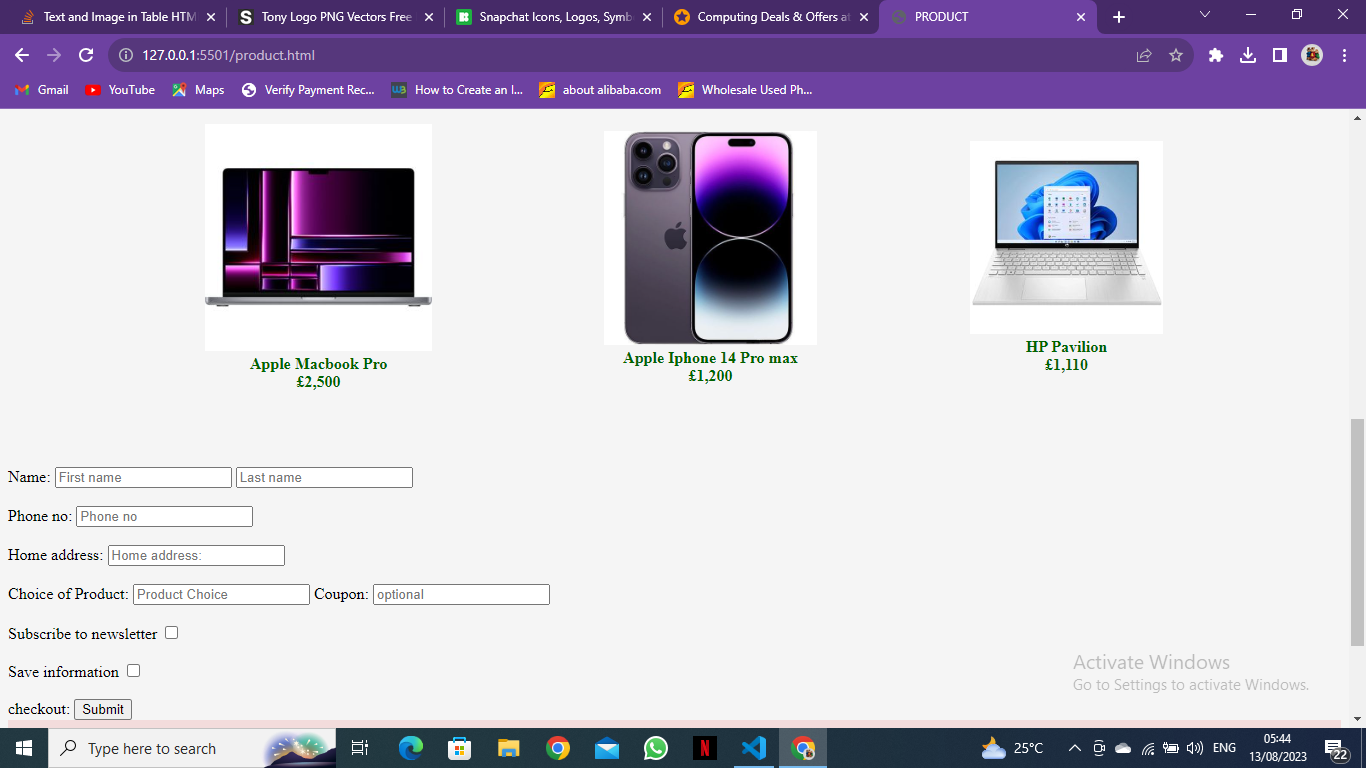 Text and Image in Table HTM
Tony Logo PNG Vectors Free
Snapchat Icons, Logos, Symb
Computing Deals & Offers at
PRODUCT
127.0.0.1:5501/product.html
Gmail
YouTube
Maps
Verify Payment Rec...
How to Create an I...
about alibaba.com
Wholesale Used Ph...
Apple Macbook Pro
£2,500
Apple Iphone 14 Pro max
£1,200
HP Pavilion
£1,110
Name: First name Last name
Phone no: Phone no
Home address: Home address:
Choice of Product: Product Choice Coupon: optional
Subscribe to newsletter
Save information
checkout: Submit
Activate Windows
Go to Settings to activate Windows.
Type here to search
25°C
ENG
05:44
13/08/2023
22